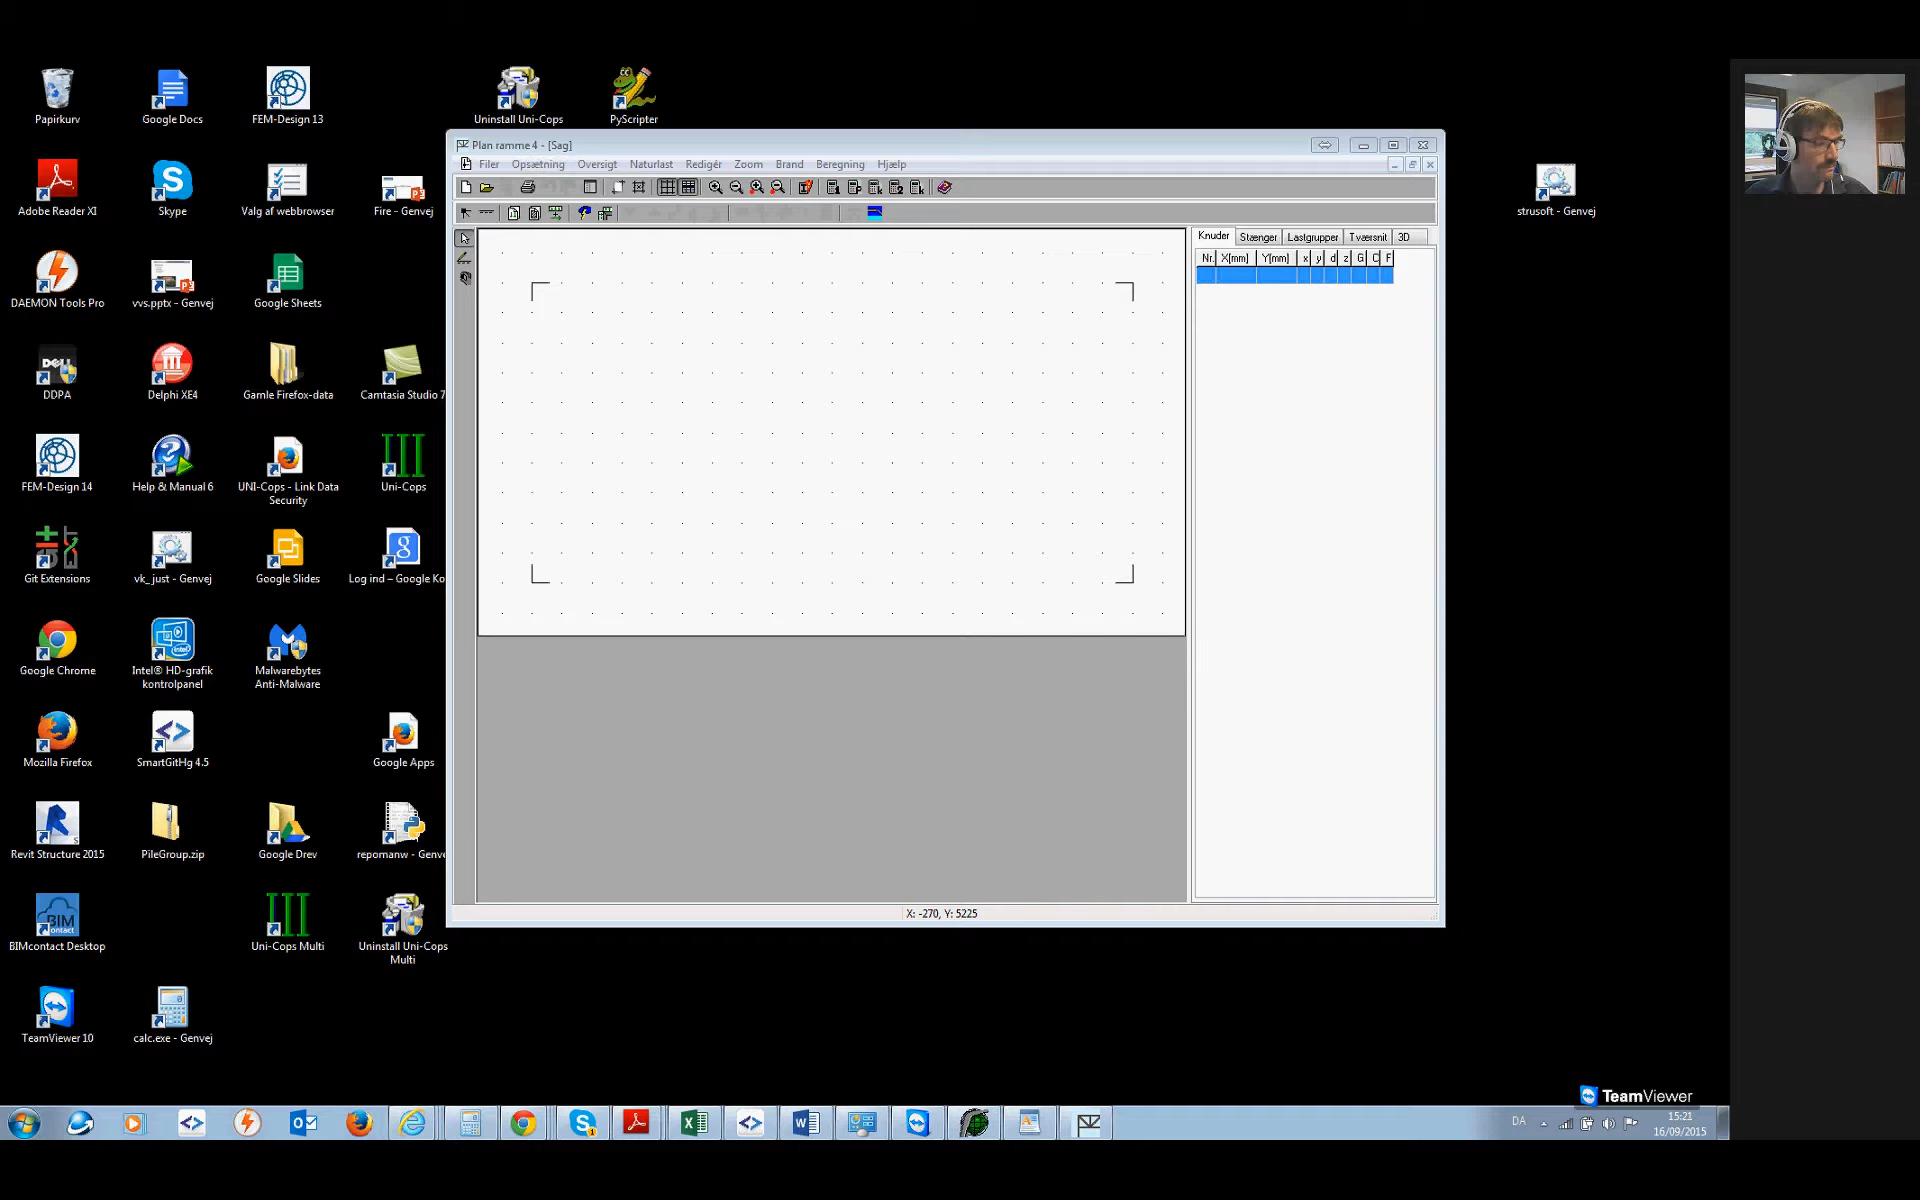 Papirkurv
Google Docs
FEM-Design 13
Uninstall Uni-Cops
PyScripter
Plan ramme 4 - [Sag]
Filer Opsætning Oversigt Naturlast Redigér Zoom Brand Beregning Hjælp
Adobe Reader XI
Skype
Valg af webbrowser
Fire - Genvej
strusoft - Genvej
Knuder Stænger Lastgrupper Tværsnit 3D
Nr. X[mm] Y[mm] x y d z G C F
DAEMON Tools Pro
vvs.pptx - Genvej
Google Sheets
DELL
DDPA
Delphi XE4
Gamle Firefox-data
Camtasia Studio 7
FEM-Design 14
Help & Manual 6
UNI-Cops - Link Data
Security
Uni-Cops
Git Extensions
vk_just - Genvej
Google Slides
Log ind – Google Ko
Google Chrome
Intel® HD-grafik
kontrolpanel
Malwarebytes
Anti-Malware
Mozilla Firefox
SmartGitHg 4.5
Google Apps
Revit Structure 2015
PileGroup.zip
Google Drev
repomanw - Genve
BIM
contact
BIMcontact Desktop
Uni-Cops Multi
Uninstall Uni-Cops
Multi
X: -270, Y: 5225
TeamViewer 10
calc.exe - Genvej
TeamViewer
DA
15:21
16/09/2015